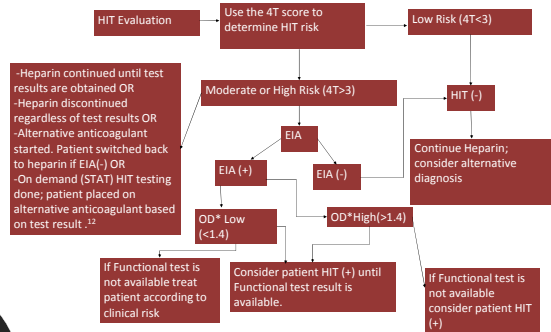 HIT Evaluation
Use the 4T score to
determine HIT risk
Low Risk (4T<3)
-Heparin continued until test
results are obtained OR
-Heparin discontinued
regardless of test results OR
-Alternative anticoagulant
started. Patient switched back
to heparin if EIA(-) OR
-On demand (STAT) HIT testing
done; patient placed on
alternative anticoagulant based
on test result .¹²
Moderate or High Risk (4T>3)
HIT (-)
EIA
Continue Heparin;
consider alternative
diagnosis
EIA (+)
EIA (-)
OD* Low
(<1.4)
OD*High(>1.4)
If Functional test is
not available treat
patient according to
clinical risk
Consider patient HIT (+) until
Functional test result is
available.
If Functional test is
not available
consider patient HIT
(+)